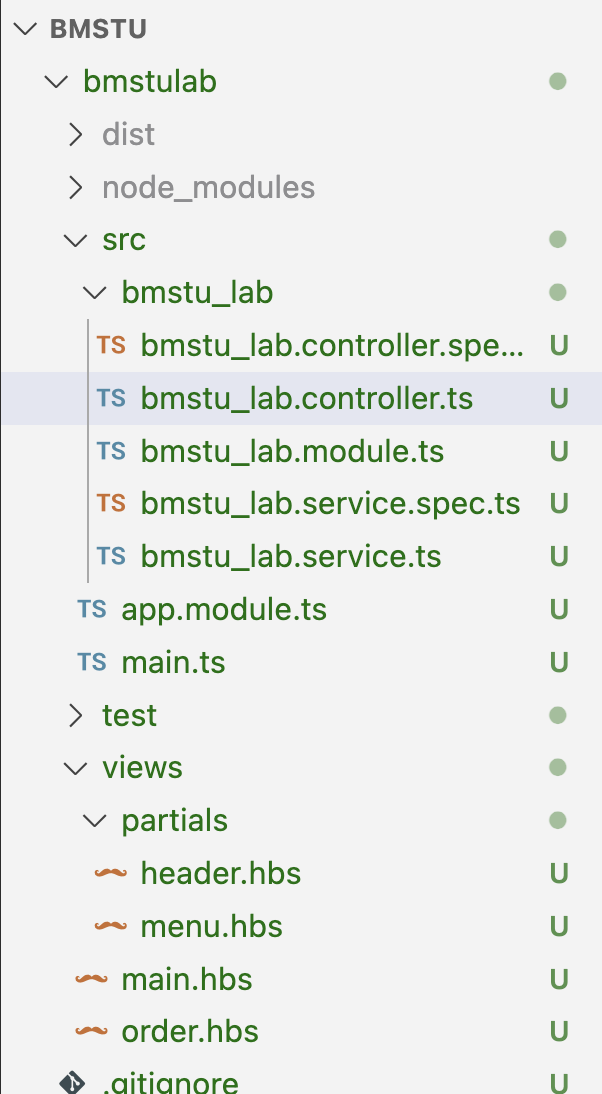 BMSTU
bmstulab
dist
node_modules
src
bmstu_lab
TS bmstu_lab.controller.spe... U
TS bmstu_lab.controller.ts U
TS bmstu_lab.module.ts U
TS bmstu_lab.service.spec.ts U
TS bmstu_lab.service.ts U
TS app.module.ts U
TS main.ts U
test
views
partials
header.hbs U
menu.hbs U
main.hbs U
order.hbs U
.gitignore U